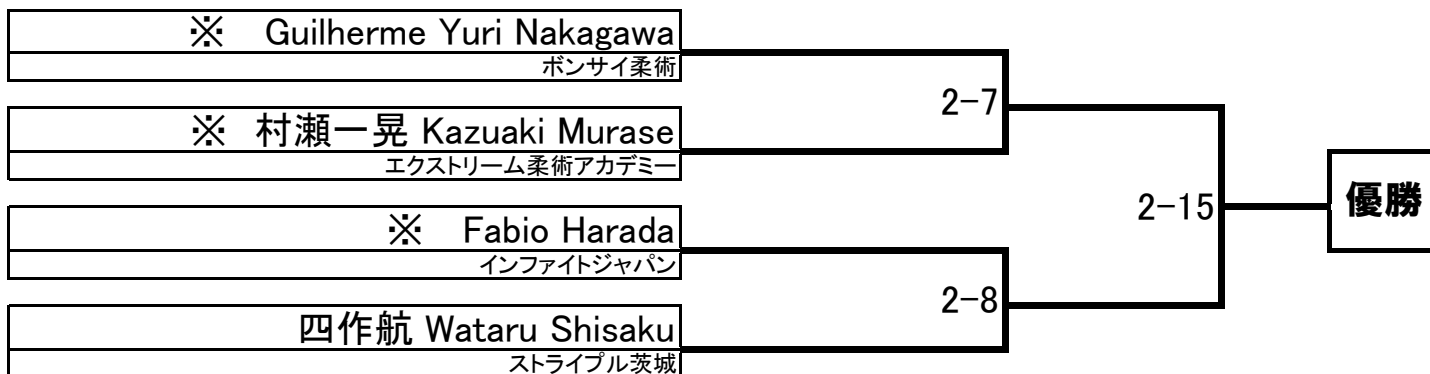 ※ Guilherme Yuri Nakagawa
ボンサイ柔術
2-7
※ 村瀬一晃 Kazuaki Murase
エクストリーム柔術アカデミー
2-15
優勝
※ Fabio Harada
インファイトジャパン
2-8
四作航 Wataru Shisaku
ストライプル茨城